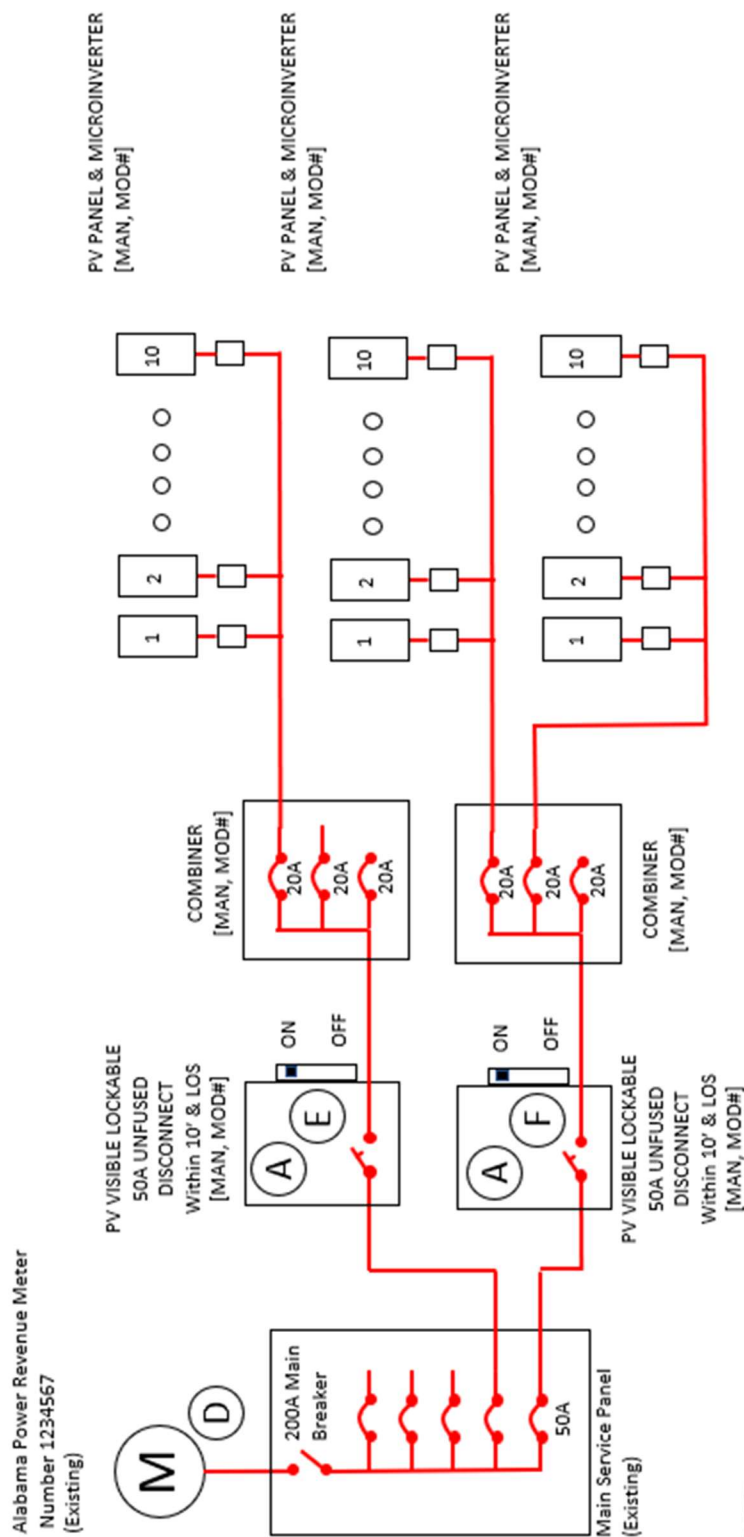 Alabama Power Revenue Meter
Number 1234567
(Existing)
M
D
200A Main
Breaker
50A
Main Service Panel
(Existing)
PV VISIBLE LOCKABLE
50A UNFUSED
DISCONNECT
Within 10' & LOS
[MAN, MOD#]
A
E
ON
OFF
PV VISIBLE LOCKABLE
50A UNFUSED
DISCONNECT
Within 10' & LOS
[MAN, MOD#]
A
F
ON
OFF
COMBINER
[MAN, MOD#]
20A
20A
20A
COMBINER
[MAN, MOD#]
20A
20A
20A
1
2
10
PV PANEL & MICROINVERTER
[MAN, MOD#]
1
2
10
PV PANEL & MICROINVERTER
[MAN, MOD#]
1
2
10
PV PANEL & MICROINVERTER
[MAN, MOD#]